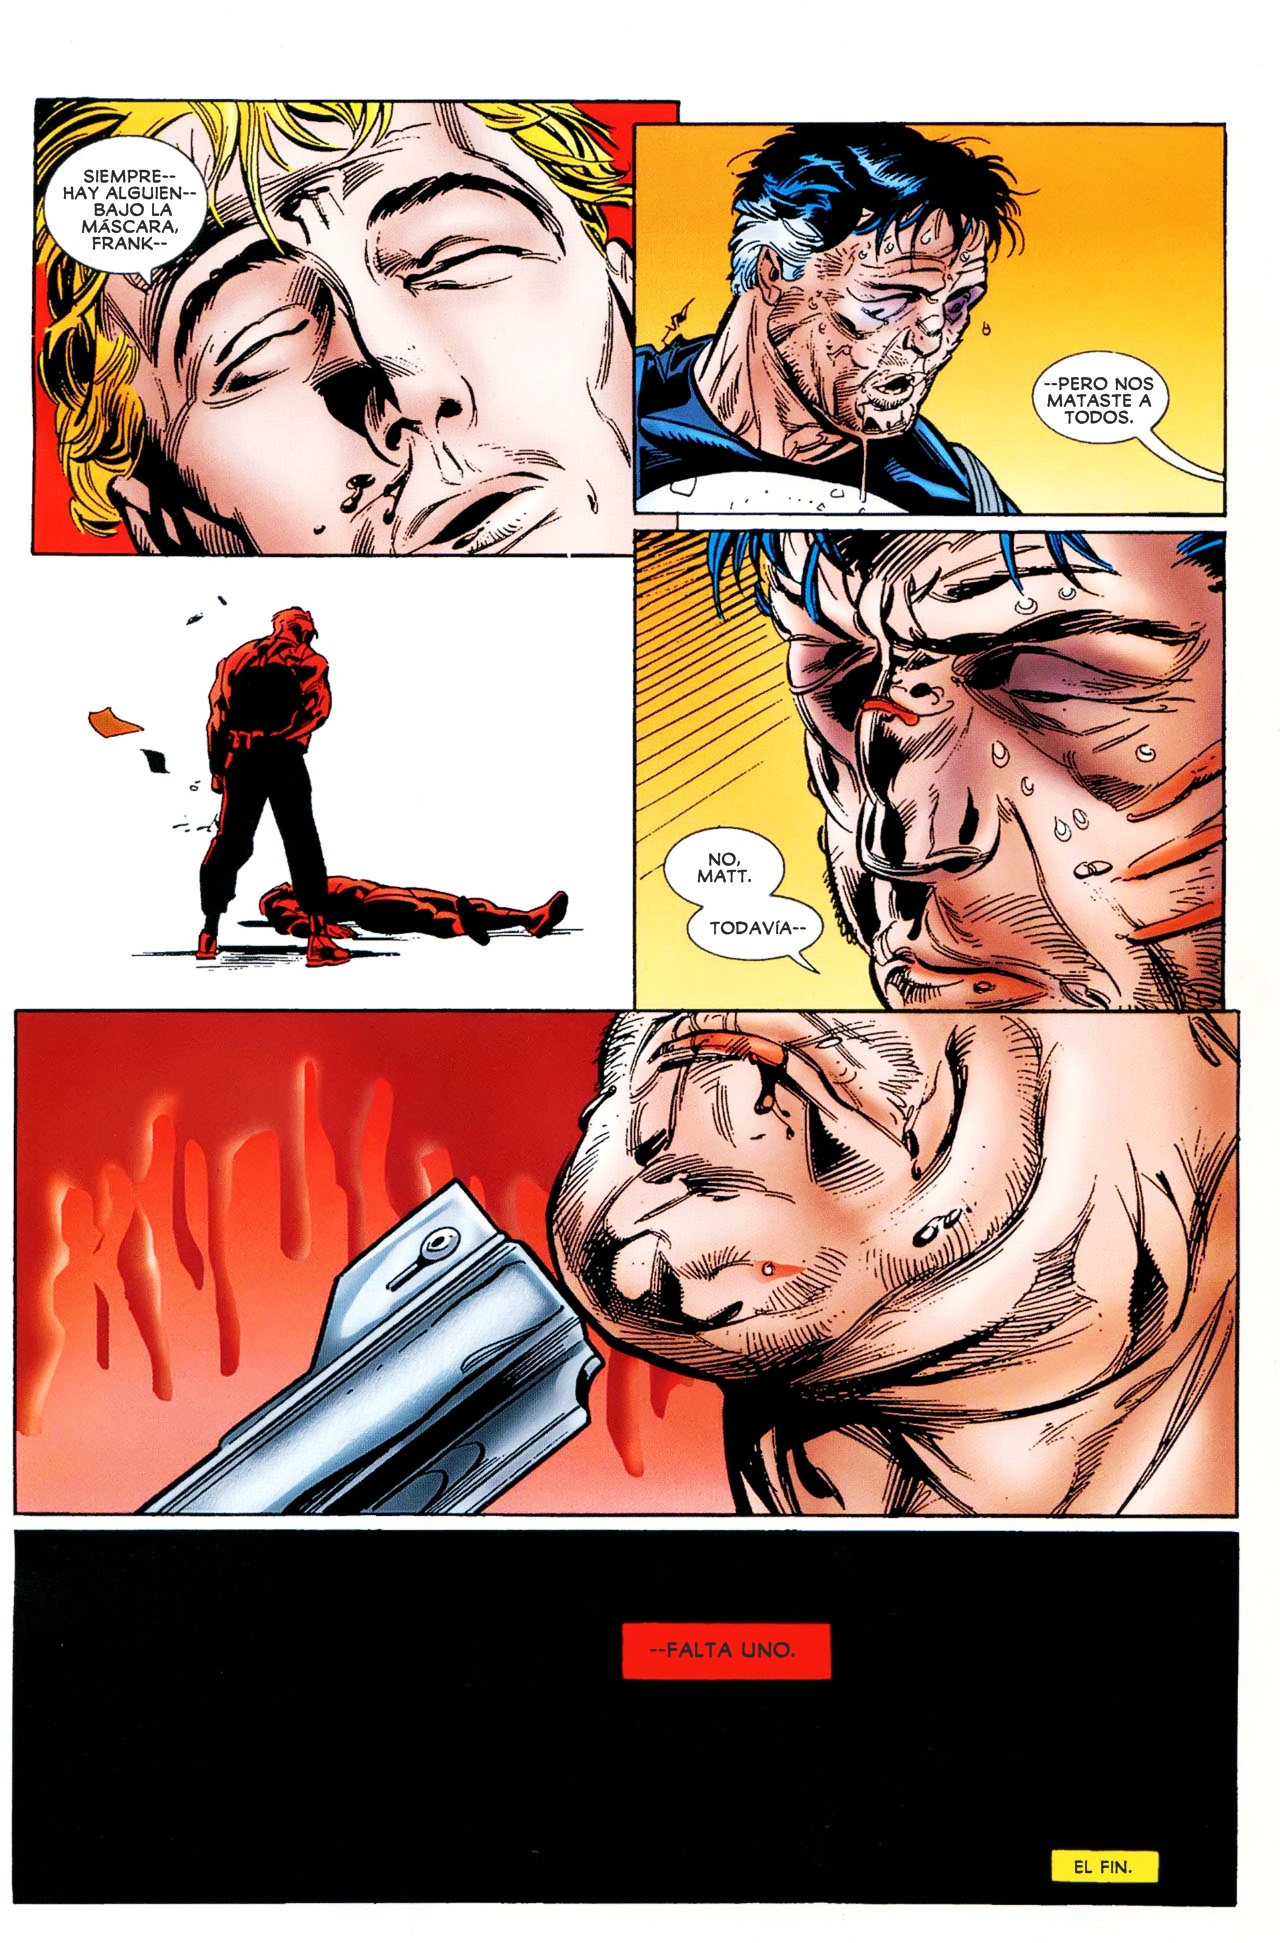 SIEMPRE--
HAY ALGUIEN--
BAJO LA
MÁSCARA,
FRANK--
--PERO NOS
MATASTE A
TODOS.
NO,
MATT.
TODAVÍA--
--FALTA UNO.
EL FIN.